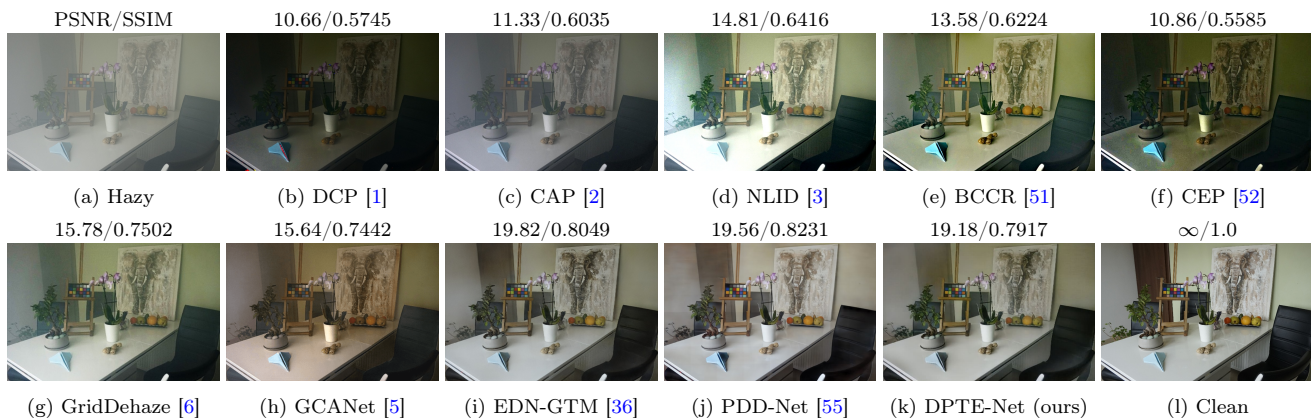 PSNR/SSIM 10.66/0.5745 11.33/0.6035 14.81/0.6416 13.58/0.6224 10.86/0.5585
(a) Hazy (b) DCP [1] (c) CAP [2] (d) NLID [3] (e) BCCR [51] (f) CEP [52]
15.78/0.7502 15.64/0.7442 19.82/0.8049 19.56/0.8231 19.18/0.7917 ∞/1.0
(g) GridDehaze [6] (h) GCANet [5] (i) EDN-GTM [36] (j) PDD-Net [55] (k) DPTE-Net (ours) (l) Clean